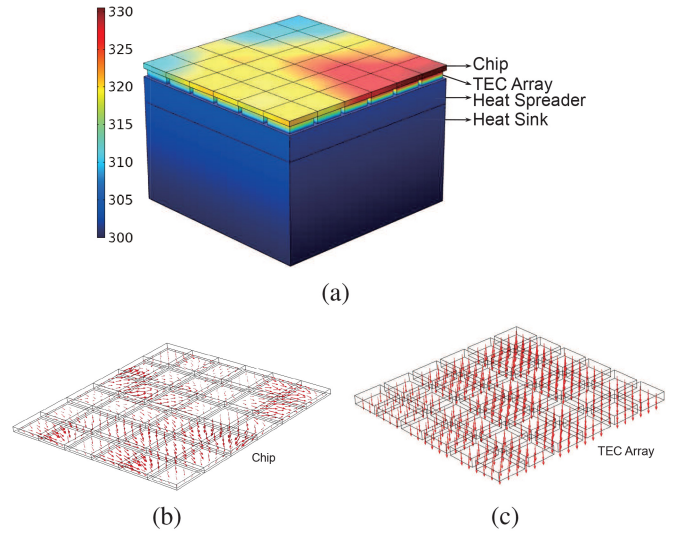 330
325
320
315
310
305
300
Chip
TEC Array
Heat Spreader
Heat Sink
(a)
Chip
(b)
TEC Array
(c)